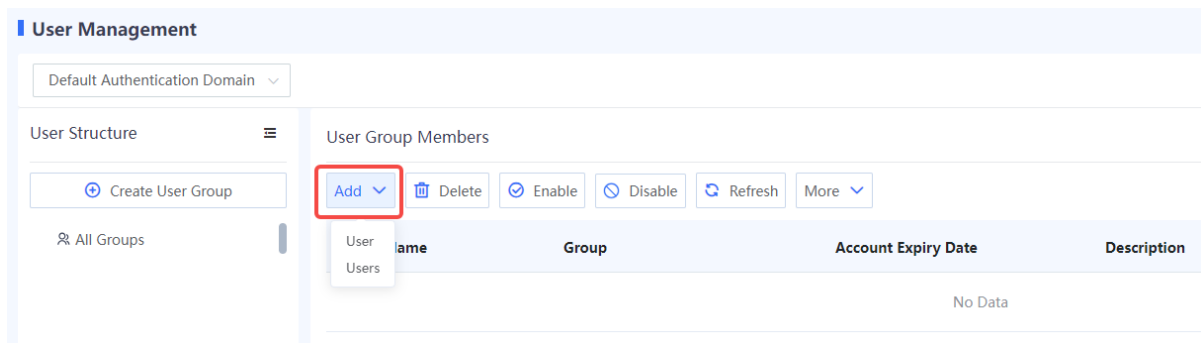 User Management
Default Authentication Domain
User Structure
User Group Members
Create User Group
Add
Delete
Enable
Disable
Refresh
More
All Groups
User
Users
Group
Account Expiry Date
Description
No Data